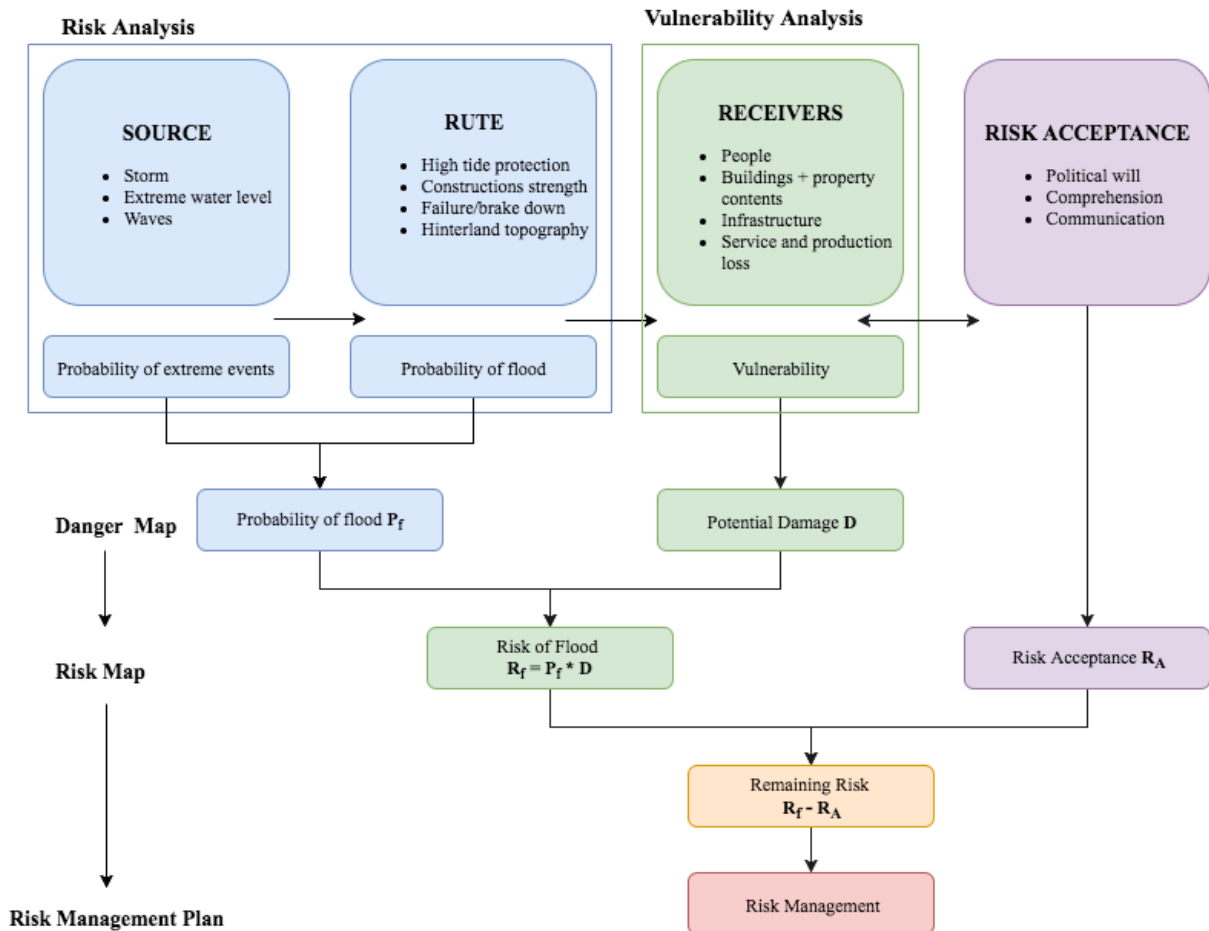 Risk Analysis
Vulnerability Analysis
SOURCE
• Storm
• Extreme water level
• Waves
RUTE
• High tide protection
• Constructions strength
• Failure/brake down
• Hinterland topography
RECEIVERS
• People
• Buildings + property
contents
• Infrastructure
• Service and production
loss
RISK ACCEPTANCE
• Political will
• Comprehension
• Communication
Probability of extreme events
Probability of flood
Vulnerability
Danger Map
Probability of flood Pf
Potential Damage D
Risk Map
Risk of Flood
Rf = Pf * D
Risk Acceptance RA
Remaining Risk
Rf - RA
Risk Management Plan
Risk Management